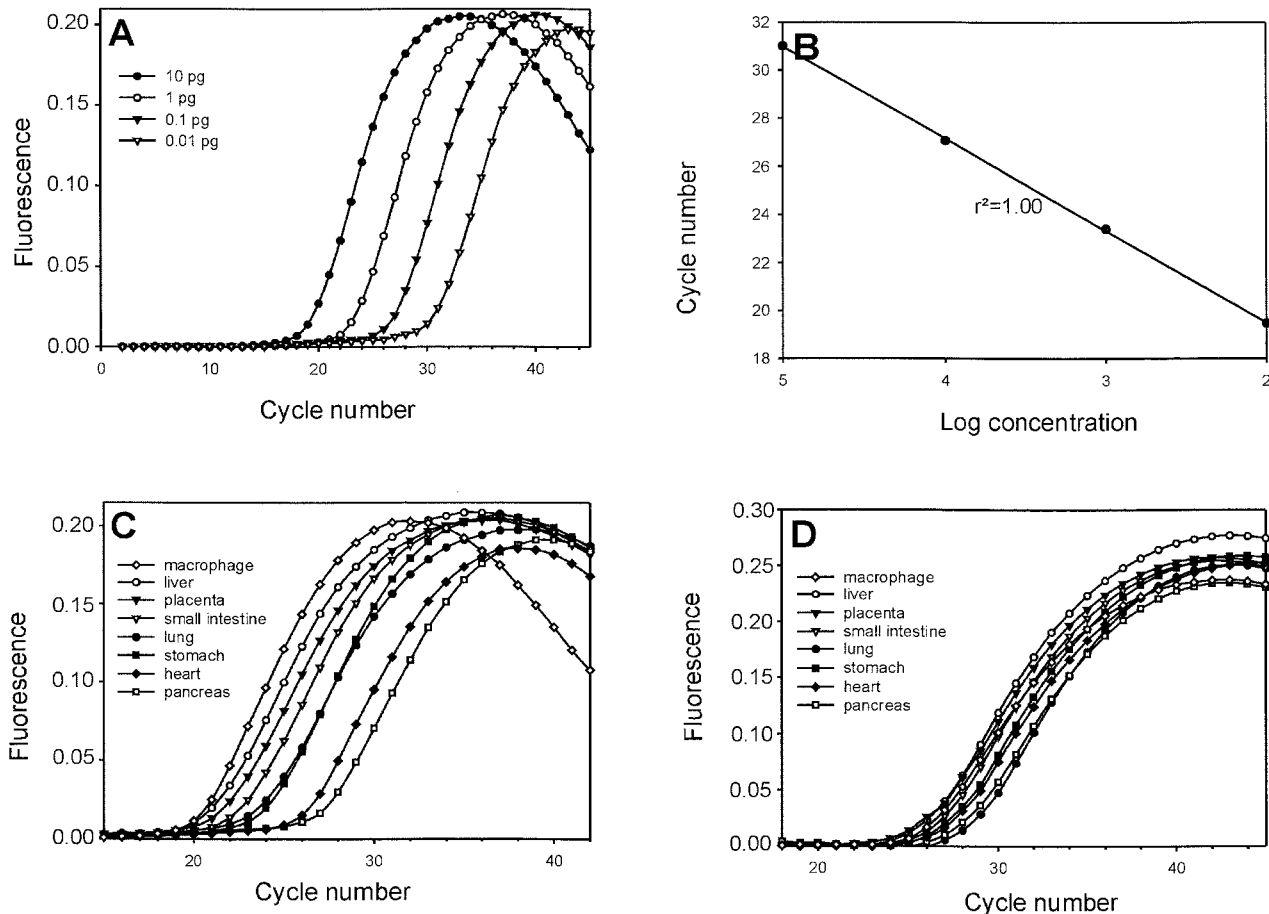 A
0.20
0.15
0.10
0.05
0.00
Fluorescence
10 pg
1 pg
0.1 pg
0.01 pg
0
10
20
30
40
Cycle number
B
32
30
28
26
24
22
20
18
Cycle number
r²=1.00
5
4
3
2
Log concentration
C
0.20
0.15
0.10
0.05
0.00
Fluorescence
macrophage
liver
placenta
small intestine
lung
stomach
heart
pancreas
20
30
40
Cycle number
D
0.30
0.25
0.20
0.15
0.10
0.05
0.00
Fluorescence
macrophage
liver
placenta
small intestine
lung
stomach
heart
pancreas
20
30
40
Cycle number